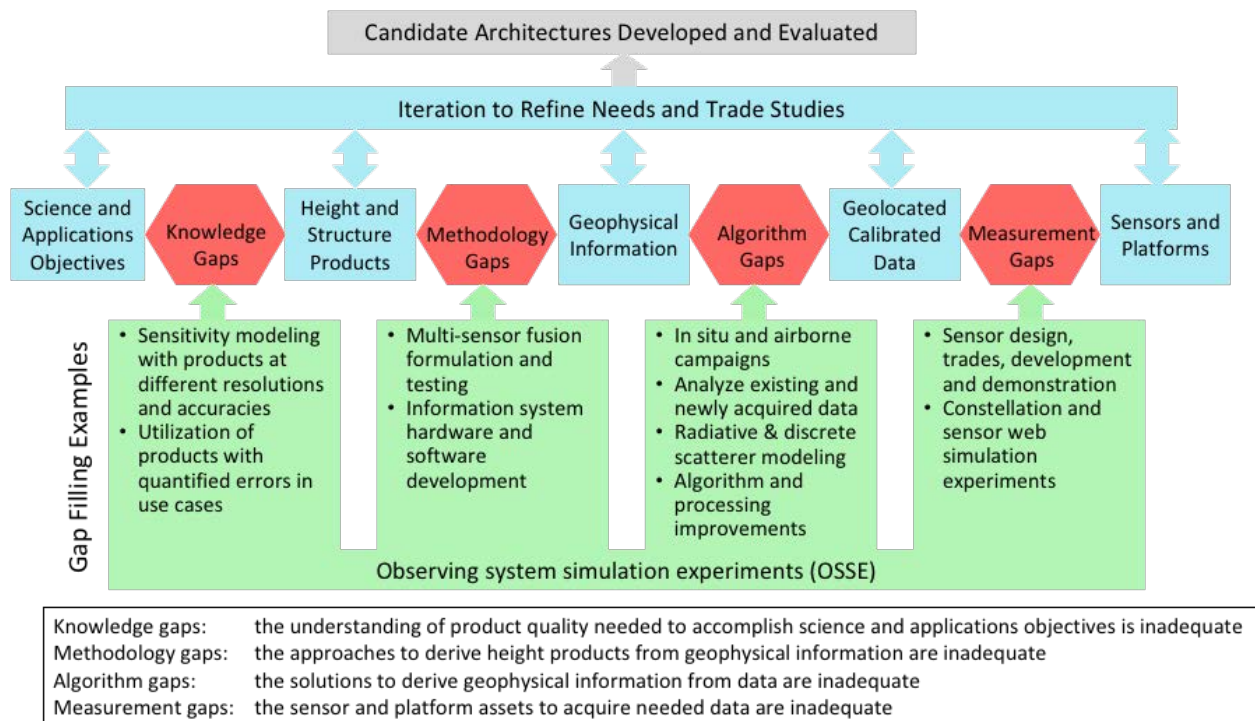 Candidate Architectures Developed and Evaluated
Iteration to Refine Needs and Trade Studies
Science and
Applications
Objectives
Knowledge
Gaps
Height and
Structure
Products
Methodology
Gaps
Geophysical
Information
Algorithm
Gaps
Geolocated
Calibrated
Data
Measurement
Gaps
Sensors and
Platforms
Gap Filling Examples
• Sensitivity modeling
with products at
different resolutions
and accuracies
• Utilization of
products with
quantified errors in
use cases
• Multi-sensor fusion
formulation and
testing
• Information system
hardware and
software
development
• In situ and airborne
campaigns
• Analyze existing and
newly acquired data
• Radiative & discrete
scatterer modeling
• Algorithm and
processing
improvements
• Sensor design,
trades, development
and demonstration
• Constellation and
sensor web
simulation
experiments
Observing system simulation experiments (OSSE)
Knowledge gaps: the understanding of product quality needed to accomplish science and applications objectives is inadequate
Methodology gaps: the approaches to derive height products from geophysical information are inadequate
Algorithm gaps: the solutions to derive geophysical information from data are inadequate
Measurement gaps: the sensor and platform assets to acquire needed data are inadequate